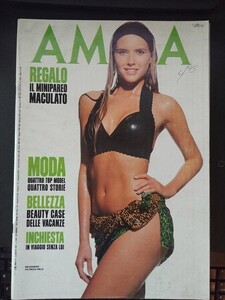 AMICA
REGALO
IL MINIPAREO
MACULATO
MODA
QUATTRO TOP MODEL
QUATTRO STORIE
BELLEZZA
BEAUTY CASE
DELLE VACANZE
INCHIESTA
IN VIAGGIO SENZA LUI